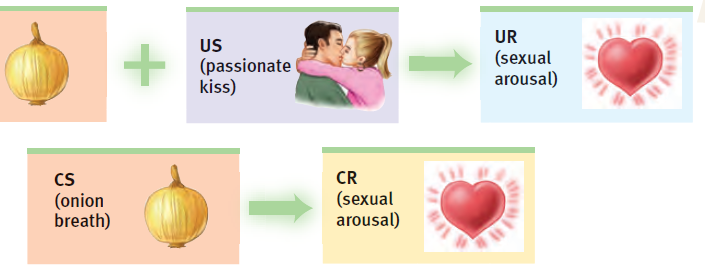 US
(passionate
kiss)
UR
(sexual
arousal)
CS
(onion
breath)
CR
(sexual
arousal)